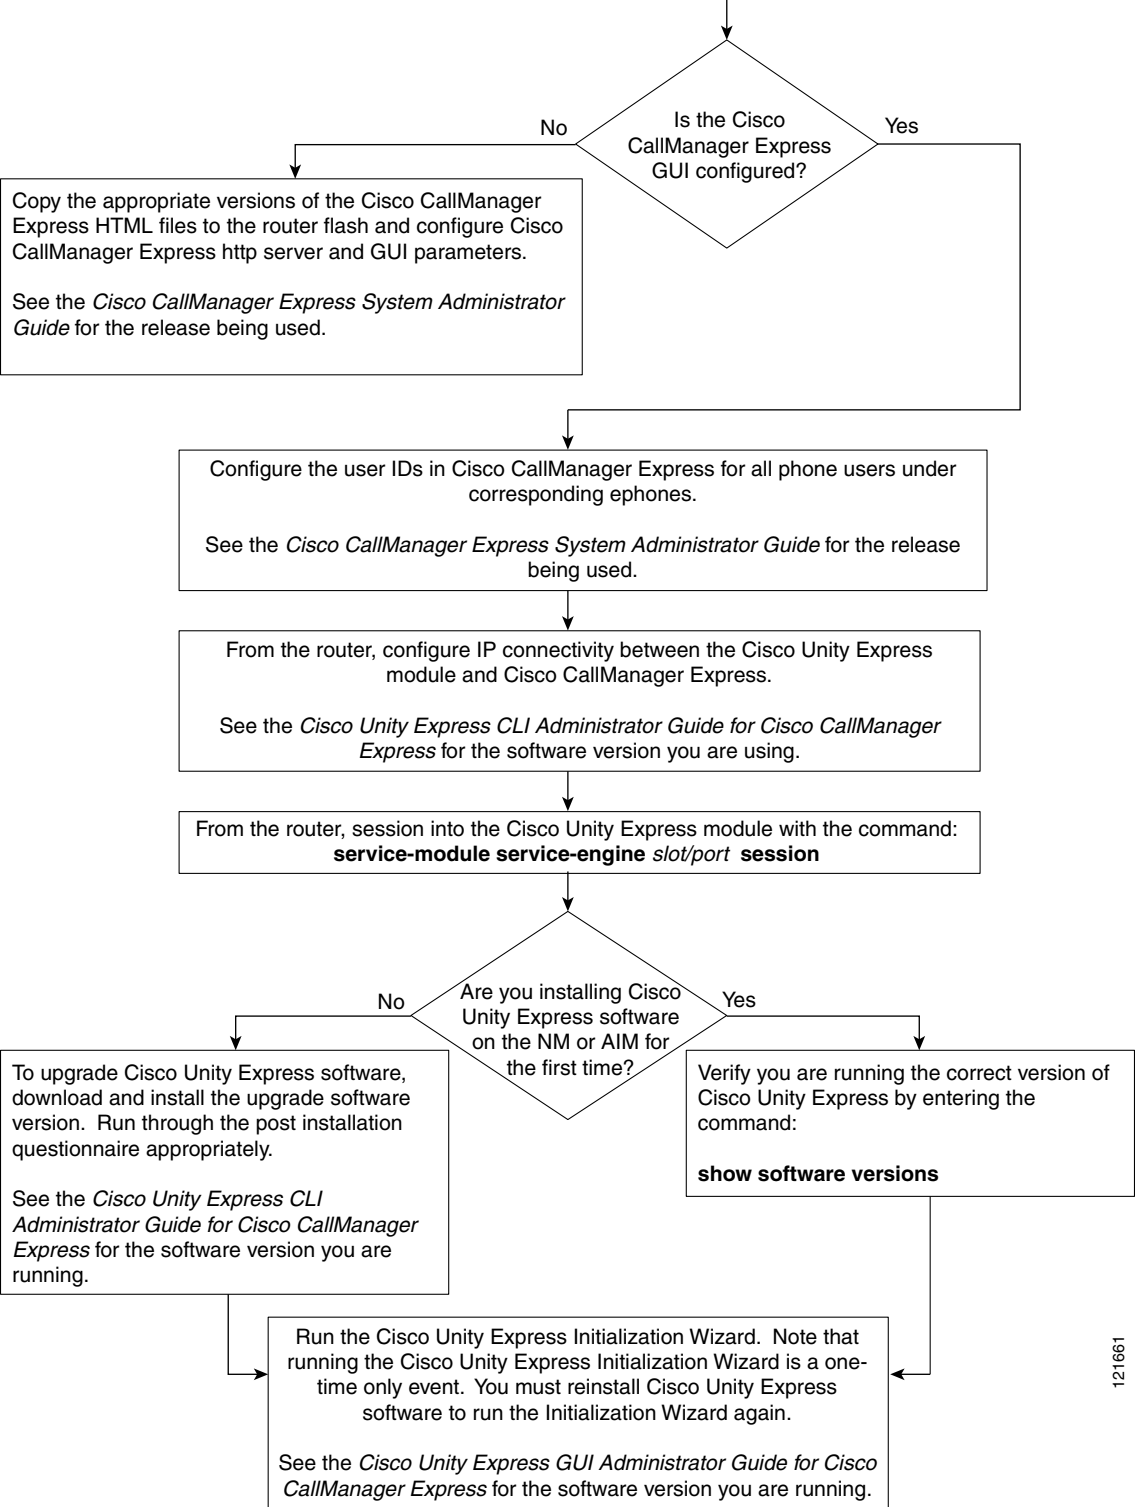 Is the Cisco
CallManager Express
GUI configured?
No
Yes
Copy the appropriate versions of the Cisco CallManager
Express HTML files to the router flash and configure Cisco
CallManager Express http server and GUI parameters.
See the Cisco CallManager Express System Administrator
Guide for the release being used.
Configure the user IDs in Cisco CallManager Express for all phone users under
corresponding ephones.
See the Cisco CallManager Express System Administrator Guide for the release
being used.
From the router, configure IP connectivity between the Cisco Unity Express
module and Cisco CallManager Express.
See the Cisco Unity Express CLI Administrator Guide for Cisco CallManager
Express for the software version you are using.
From the router, session into the Cisco Unity Express module with the command:
service-module service-engine slot/port session
Are you installing Cisco
Unity Express software
on the NM or AIM for
the first time?
No
Yes
To upgrade Cisco Unity Express software,
download and install the upgrade software
version. Run through the post installation
questionnaire appropriately.
See the Cisco Unity Express CLI
Administrator Guide for Cisco CallManager
Express for the software version you are
running.
Verify you are running the correct version of
Cisco Unity Express by entering the
command:
show software versions
Run the Cisco Unity Express Initialization Wizard. Note that
running the Cisco Unity Express Initialization Wizard is a one-
time only event. You must reinstall Cisco Unity Express
software to run the Initialization Wizard again.
See the Cisco Unity Express GUI Administrator Guide for Cisco
CallManager Express for the software version you are running.
121661